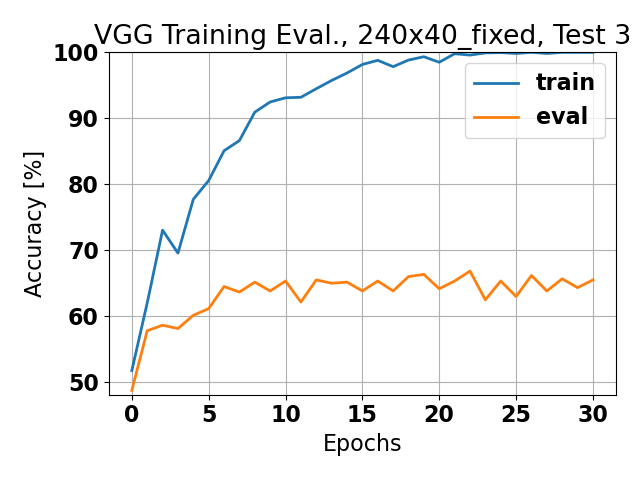 VGG Training Eval., 240x40_fixed, Test 3
100
90
80
70
60
50
Accuracy [%]
train
eval
0 5 10 15 20 25 30
Epochs